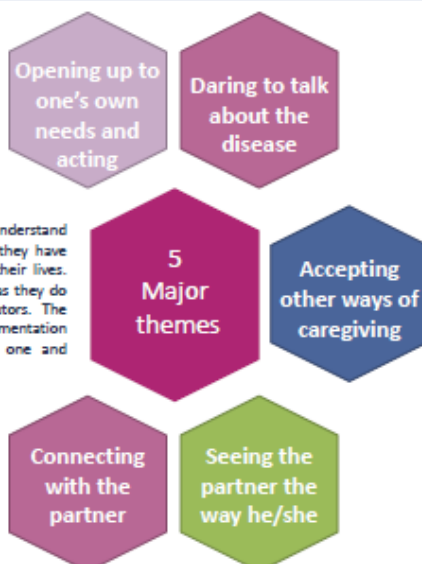 Opening up to
one's own
needs and
acting
Daring to talk
about the
disease
nderstand
they have
heir lives.
as they do
tors. The
mentation
one and
5
Major
themes
Accepting
other ways of
caregiving
Connecting
with the
partner
Seeing the
partner the
way he/she